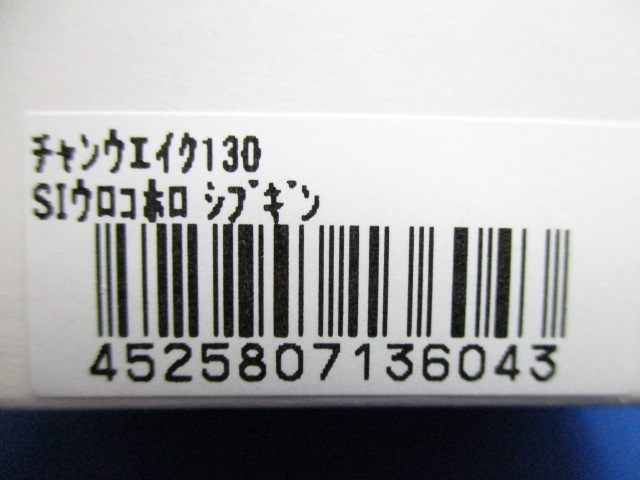 ﾁｬﾝｳｴｲｸ130
SIｳﾛｺﾎﾛ ｼﾌﾞｷﾞﾝ
4525807136043